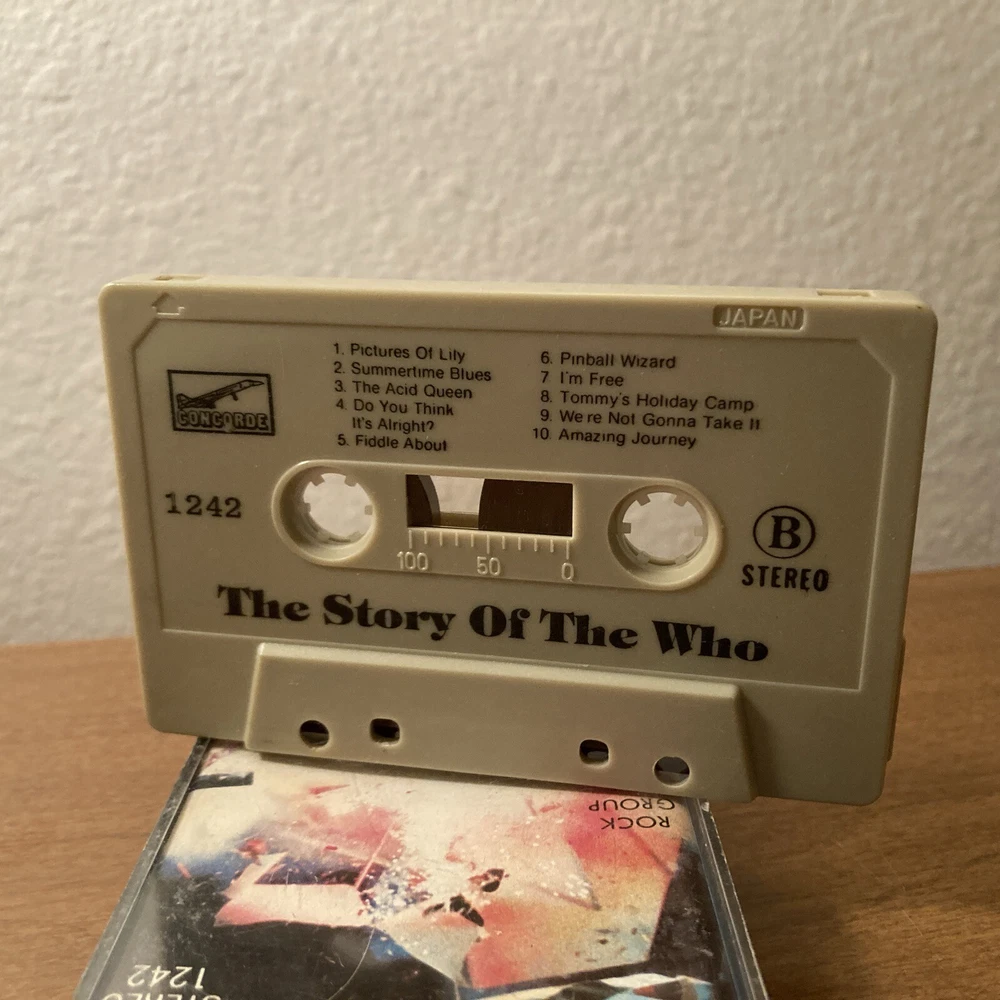 JAPAN
1. Pictures Of Lily
2. Summertime Blues
3. The Acid Queen
4. Do You Think
It's Alright?
5. Fiddle About
6. Pinball Wizard
7 I'm Free
8. Tommy's Holiday Camp
9. We're Not Gonna Take It
10. Amazing Journey
CONCORDE
1242
B
STEREO
100 50 0
The Story Of The Who
ROCK
GROUP
STEREO
1242